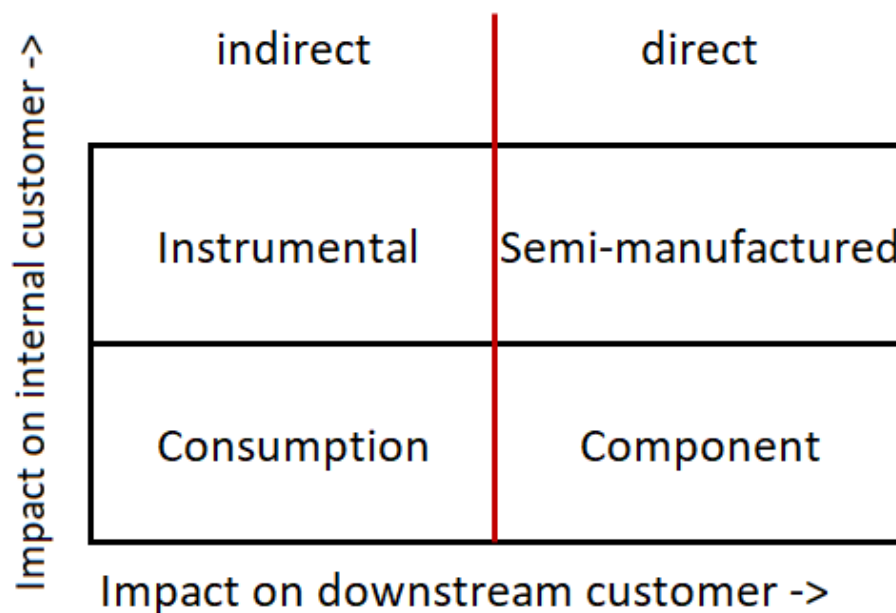 Impact on internal customer ->
indirect
direct
Instrumental
Semi-manufactured
Consumption
Component
Impact on downstream customer ->